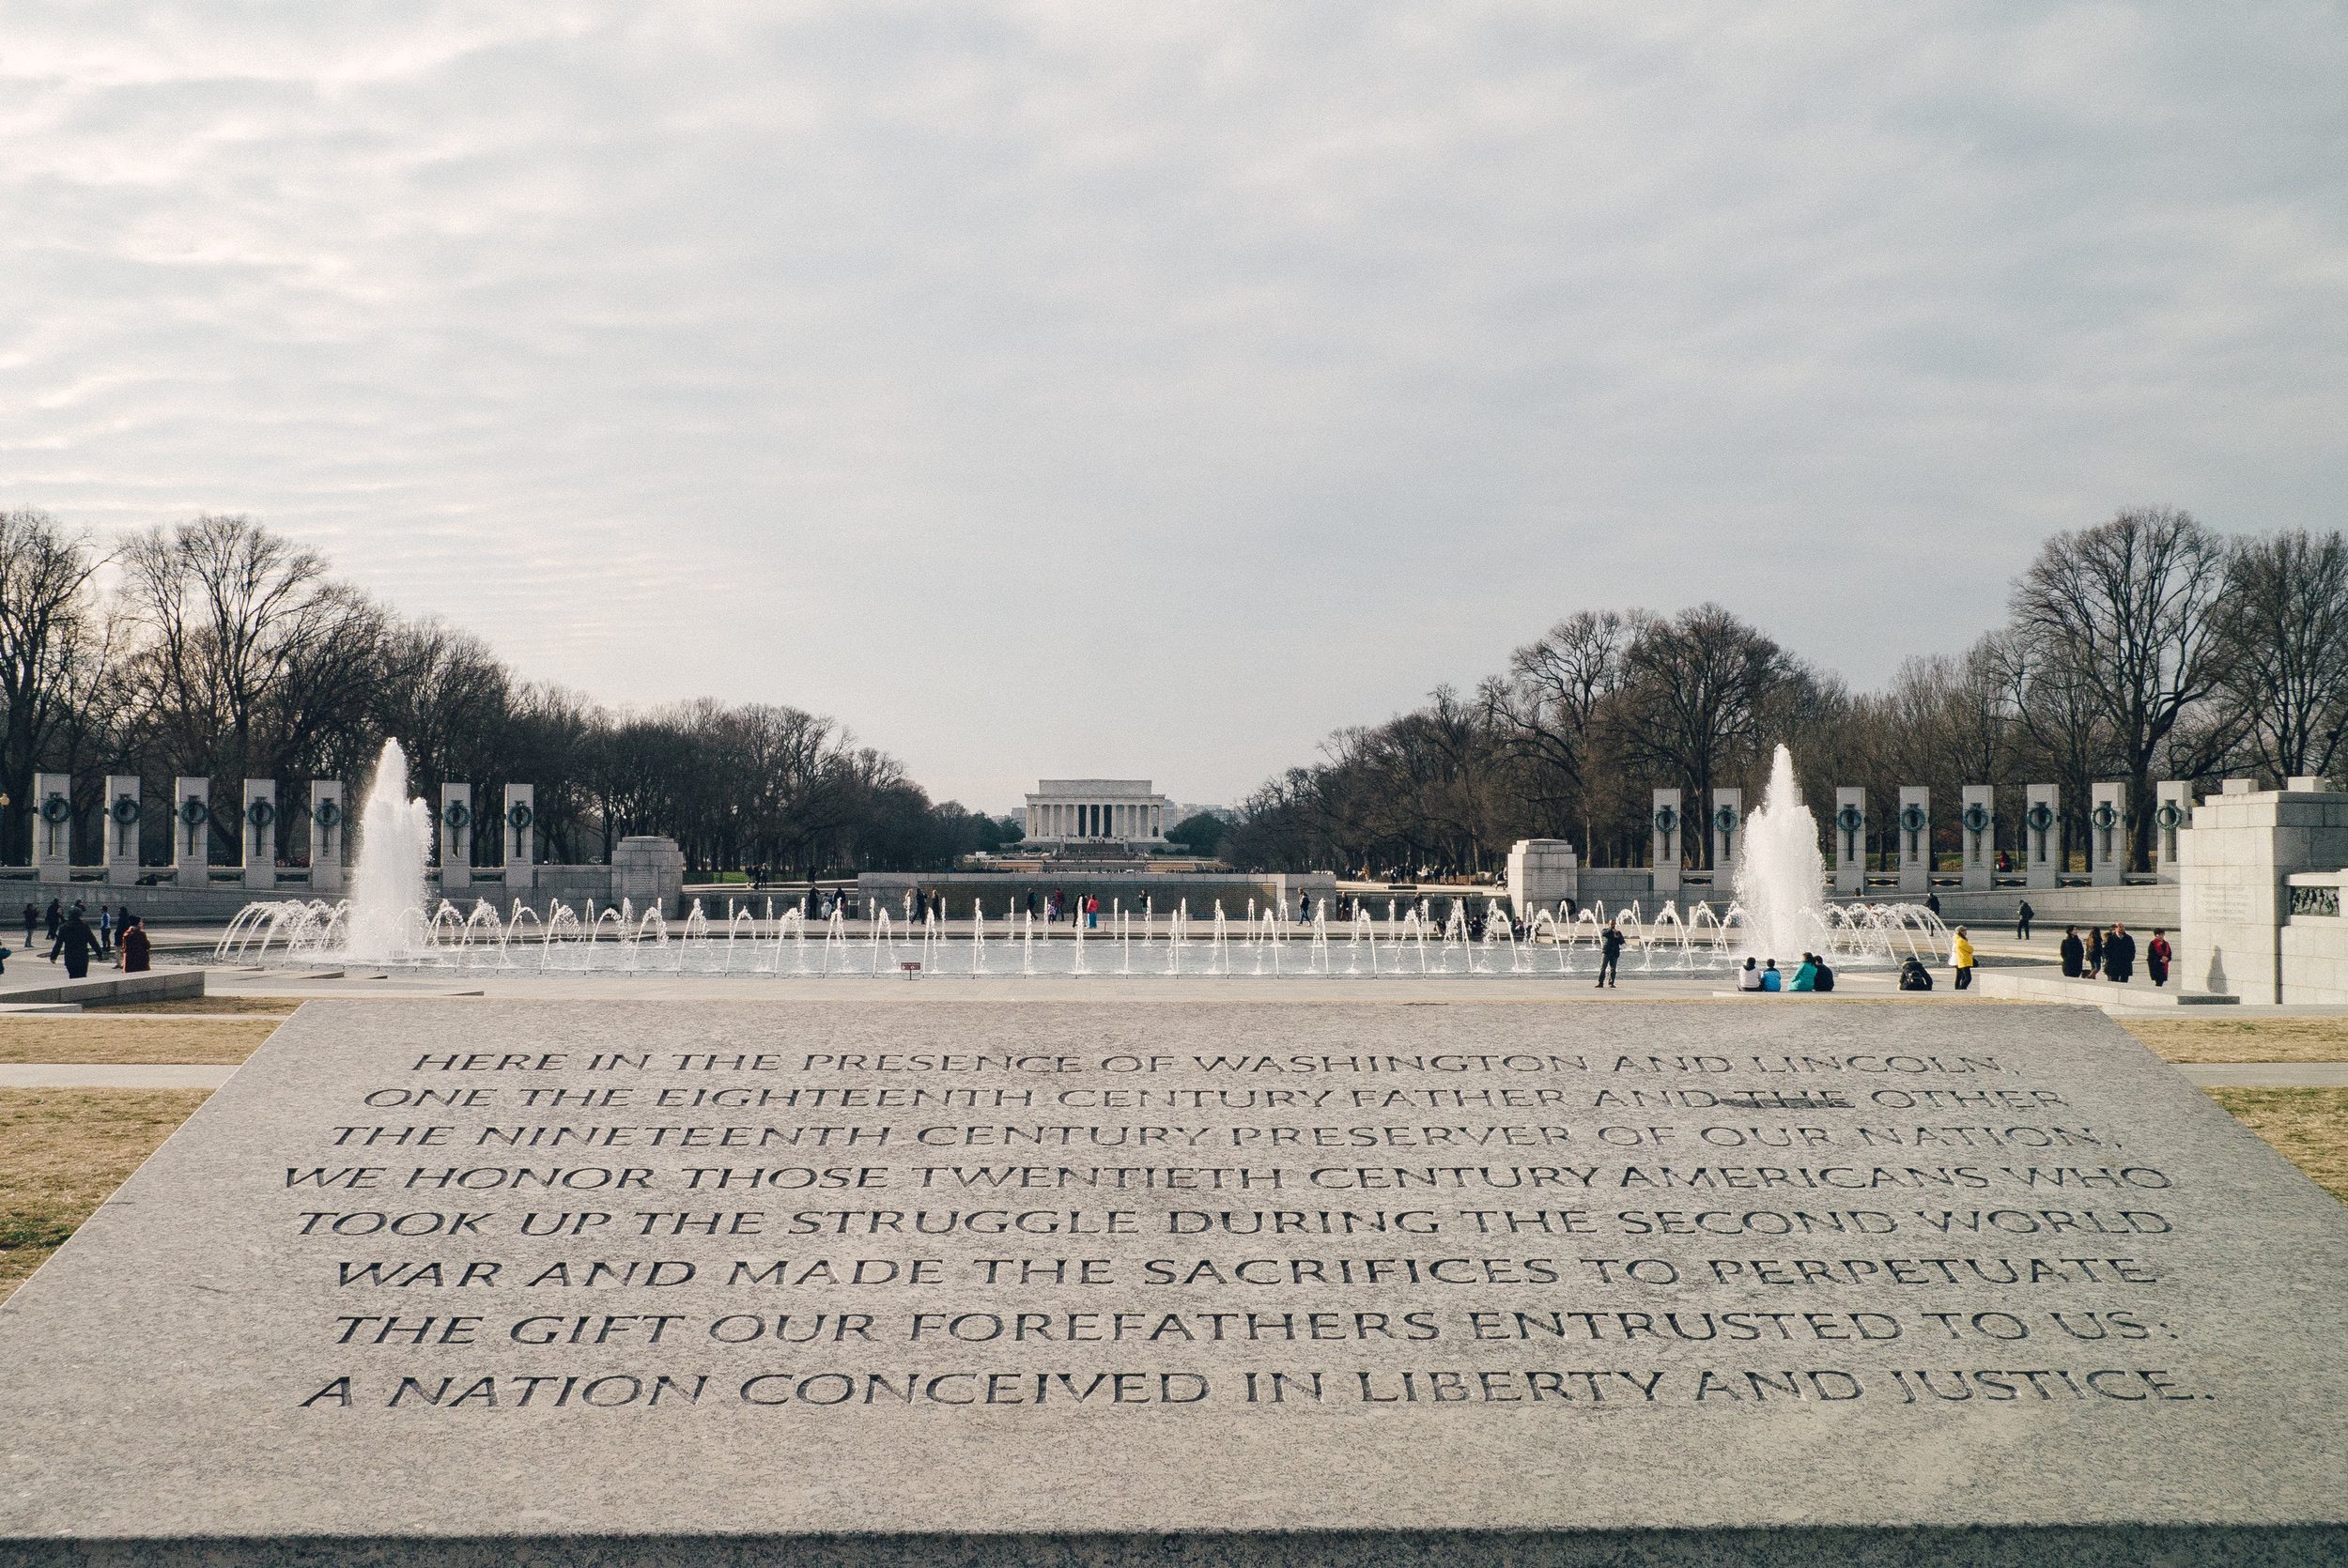 HERE IN THE PRESENCE OF WASHINGTON AND LINCOLN,
ONE THE EIGHTEENTH CENTURY FATHER AND THE OTHER
THE NINETEENTH CENTURY PRESERVER OF OUR NATION,
WE HONOR THOSE TWENTIETH CENTURY AMERICANS WHO
TOOK UP THE STRUGGLE DURING THE SECOND WORLD
WAR AND MADE THE SACRIFICES TO PERPETUATE
THE GIFT OUR FOREFATHERS ENTRUSTED TO US:
A NATION CONCEIVED IN LIBERTY AND JUSTICE.